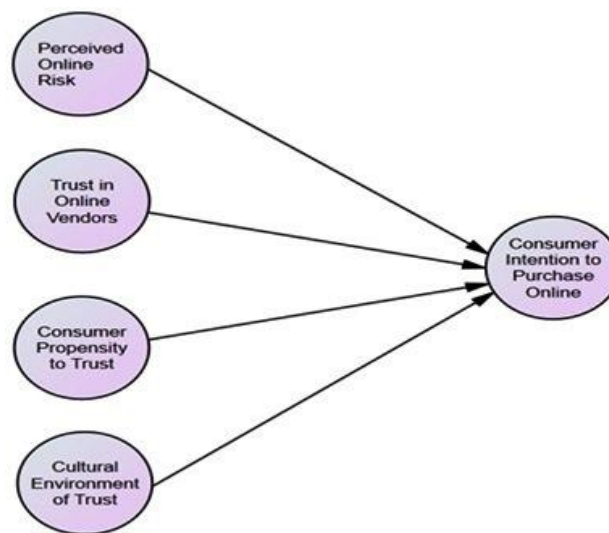 Perceived
Online
Risk
Trust in
Online
Vendors
Consumer
Propensity
to Trust
Cultural
Environment
of Trust
Consumer
Intention to
Purchase
Online